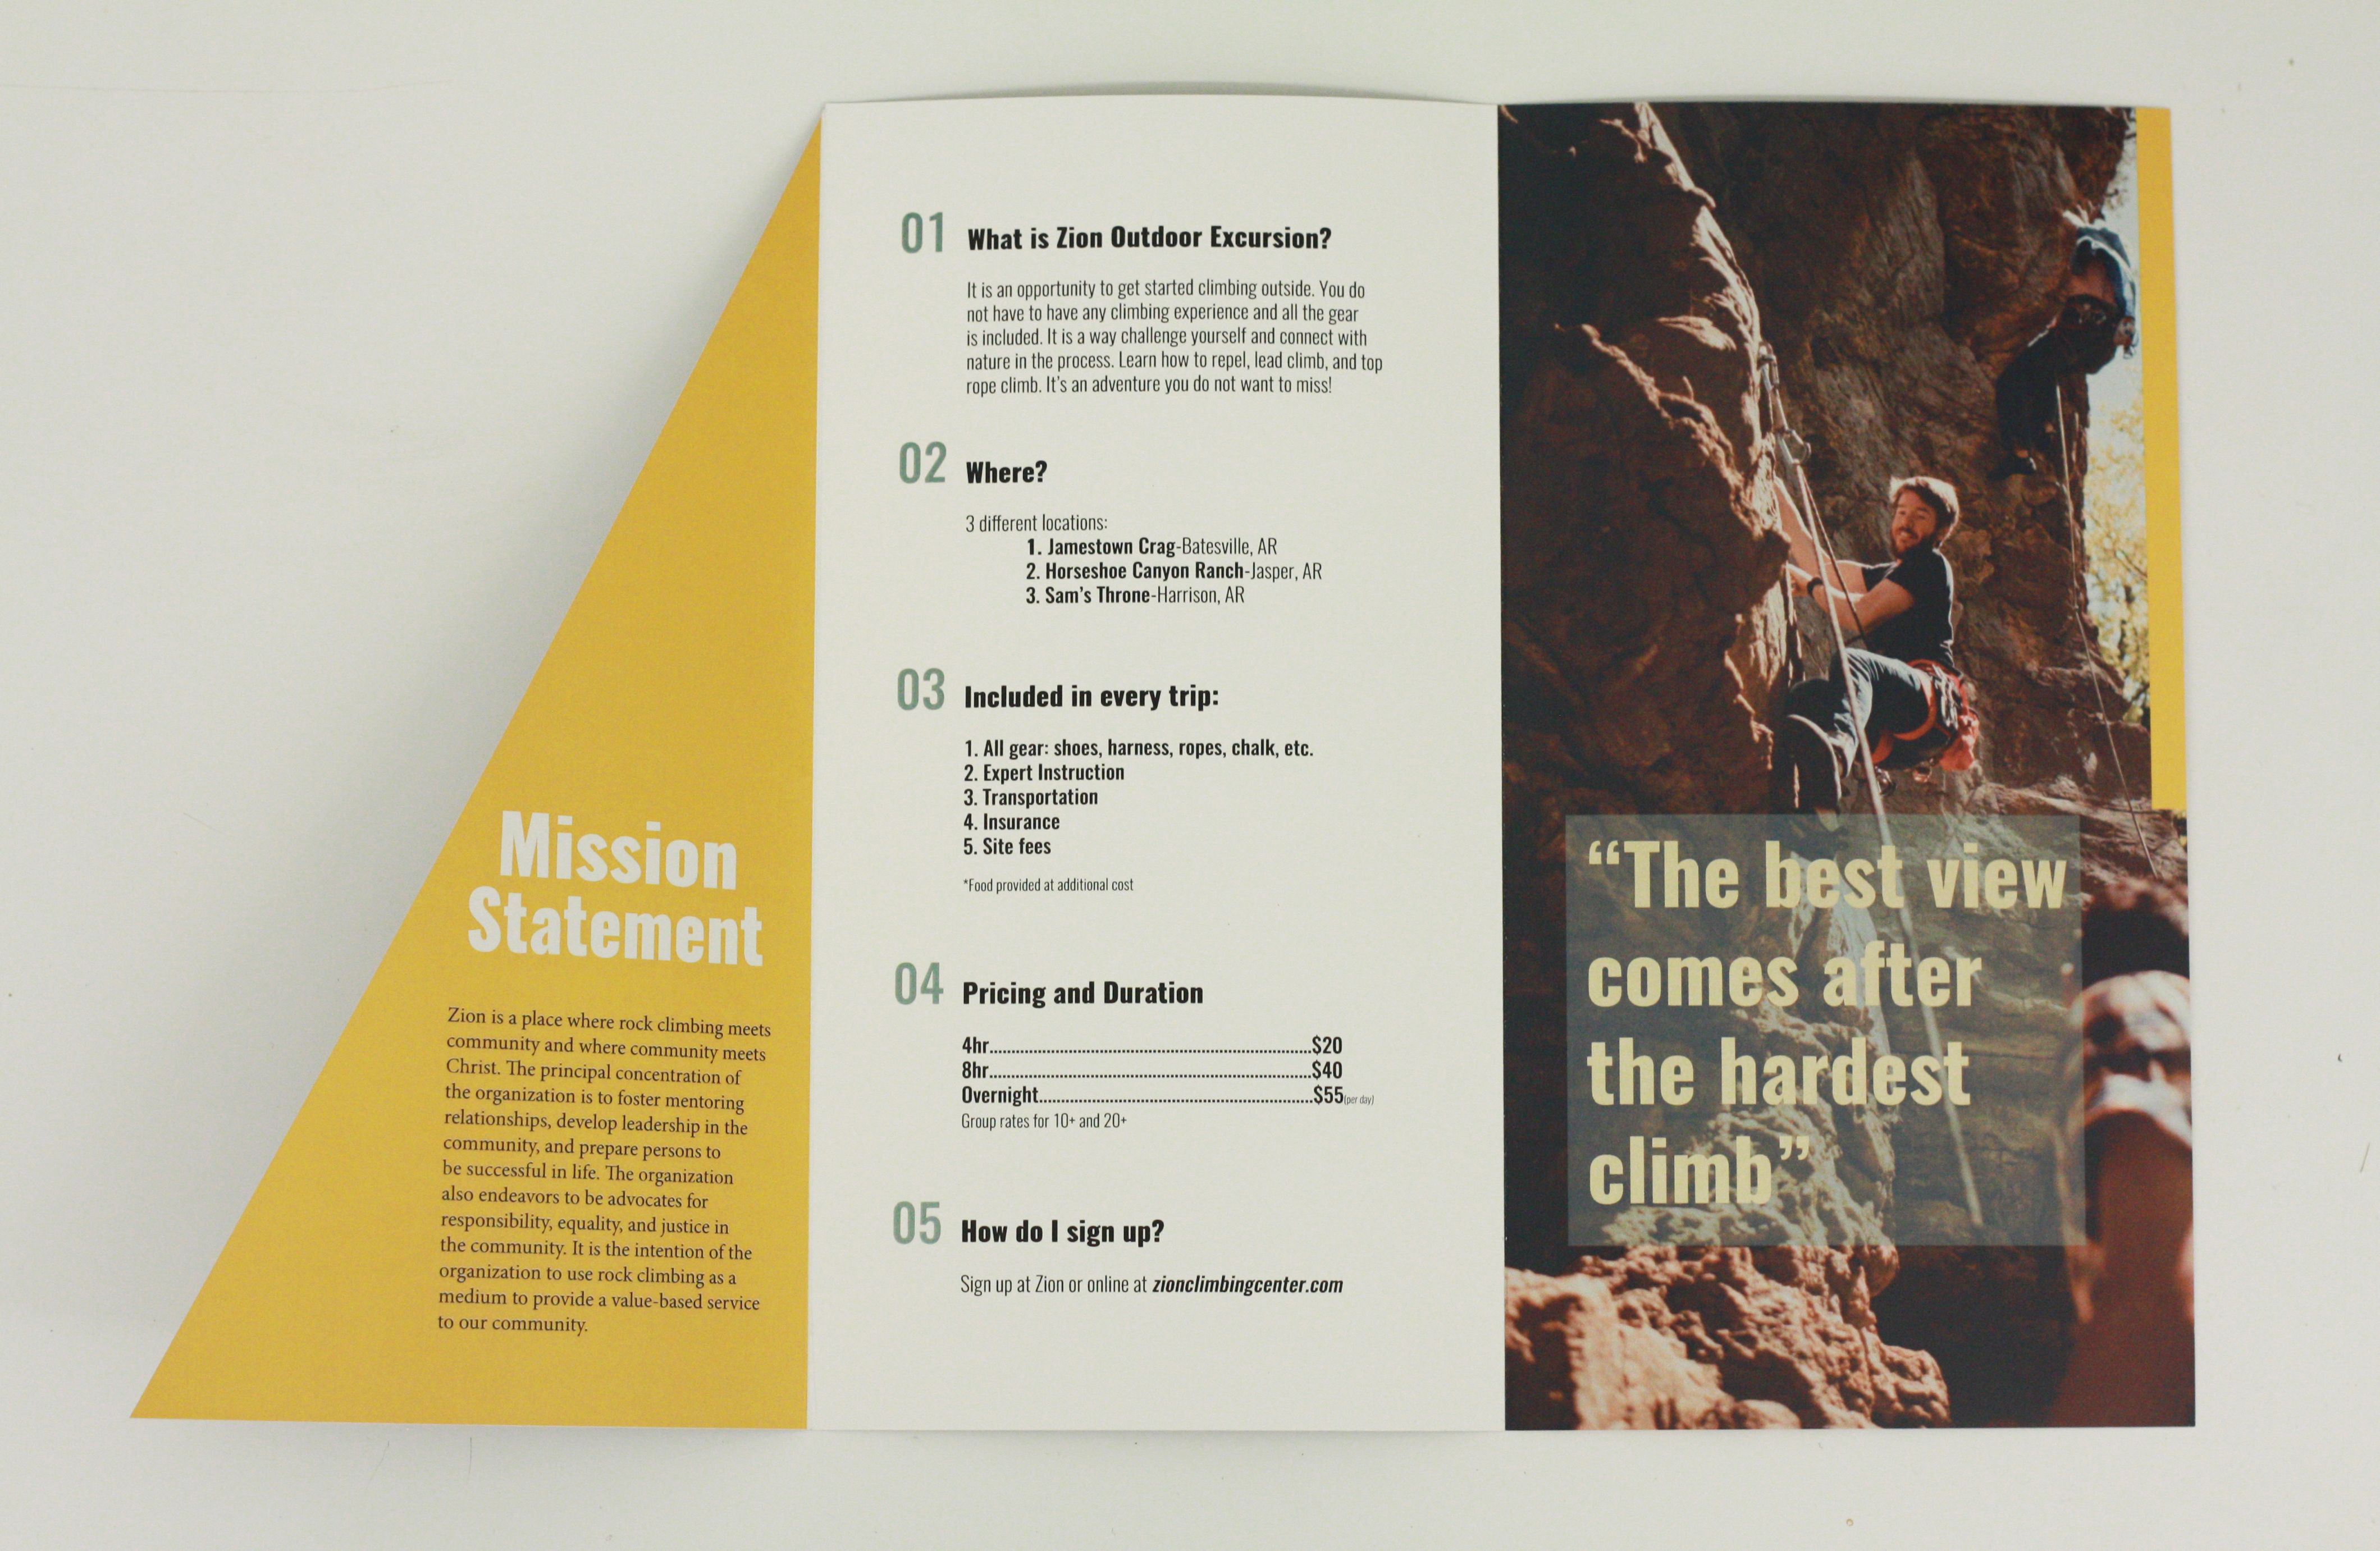 Mission
Statement
Zion is a place where rock climbing meets
community and where community meets
Christ. The principal concentration of
the organization is to foster mentoring
relationships, develop leadership in the
community, and prepare persons to
be successful in life. The organization
also endeavors to be advocates for
responsibility, equality, and justice in
the community. It is the intention of the
organization to use rock climbing as a
medium to provide a value-based service
to our community.
01 What is Zion Outdoor Excursion?
It is an opportunity to get started climbing outside. You do
not have to have any climbing experience and all the gear
is included. It is a way challenge yourself and connect with
nature in the process. Learn how to repel, lead climb, and top
rope climb. It's an adventure you do not want to miss!
02 Where?
3 different locations:
1. Jamestown Crag-Batesville, AR
2. Horseshoe Canyon Ranch-Jasper, AR
3. Sam's Throne-Harrison, AR
03 Included in every trip:
1. All gear: shoes, harness, ropes, chalk, etc.
2. Expert Instruction
3. Transportation
4. Insurance
5. Site fees
*Food provided at additional cost
04 Pricing and Duration
4hr..........$20
8hr..........$40
Overnight..........$55(per day)
Group rates for 10+ and 20+
05 How do I sign up?
Sign up at Zion or online at zionclimbingcenter.com
“The best view
comes after
the hardest
climb”